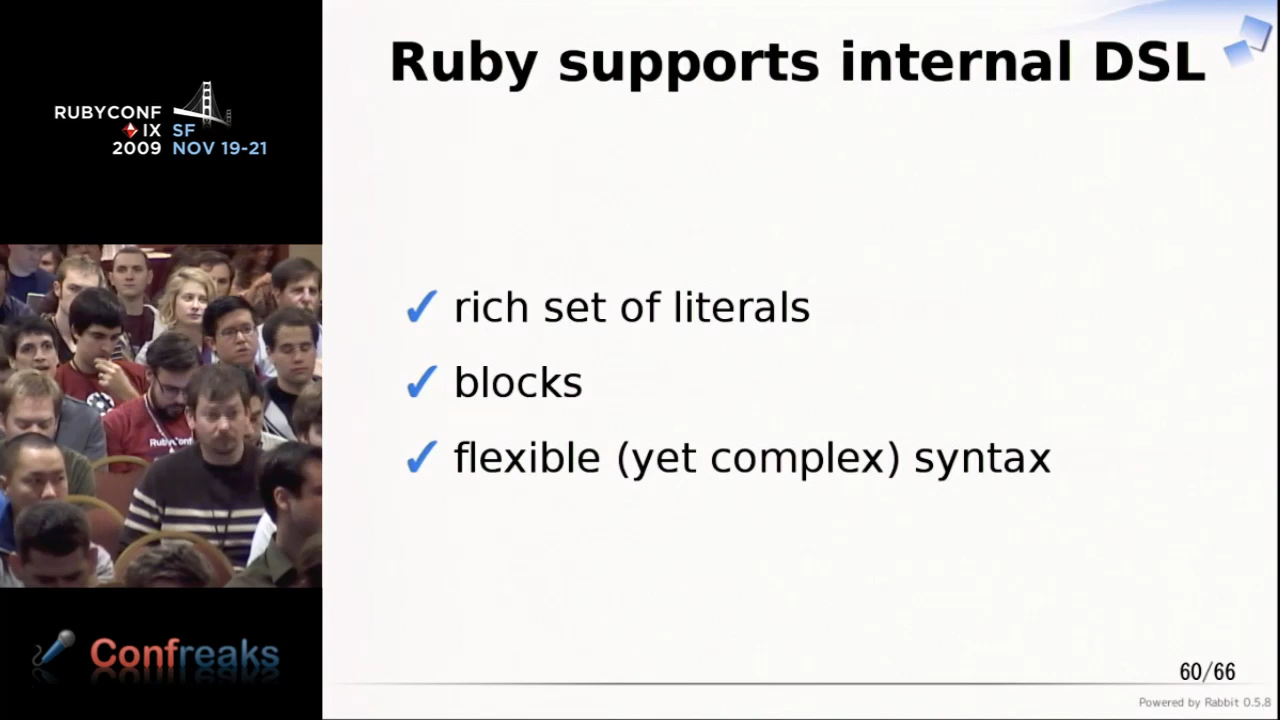 Ruby supports internal DSL
RUBYCONF
IX SF
2009 NOV 19-21
✓ rich set of literals
✓ blocks
✓ flexible (yet complex) syntax
RubyConf
Confreaks
60/66
Powered by Rabbit 0.5.8